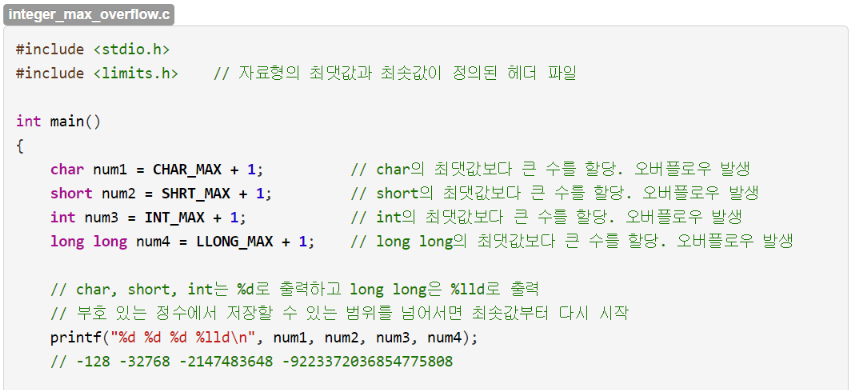 integer_max_overflow.c
#include <stdio.h>
#include <limits.h>    // 자료형의 최댓값과 최솟값이 정의된 헤더 파일
int main()
{
    char num1 = CHAR_MAX + 1;          // char의 최댓값보다 큰 수를 할당. 오버플로우 발생
    short num2 = SHRT_MAX + 1;         // short의 최댓값보다 큰 수를 할당. 오버플로우 발생
    int num3 = INT_MAX + 1;            // int의 최댓값보다 큰 수를 할당. 오버플로우 발생
    long long num4 = LLONG_MAX + 1;    // long long의 최댓값보다 큰 수를 할당. 오버플로우 발생
    // char, short, int는 %d로 출력하고 long long은 %lld로 출력
    // 부호 있는 정수에서 저장할 수 있는 범위를 넘어서면 최솟값부터 다시 시작
    printf("%d %d %d %lld\n", num1, num2, num3, num4);
    // -128 -32768 -2147483648 -9223372036854775808